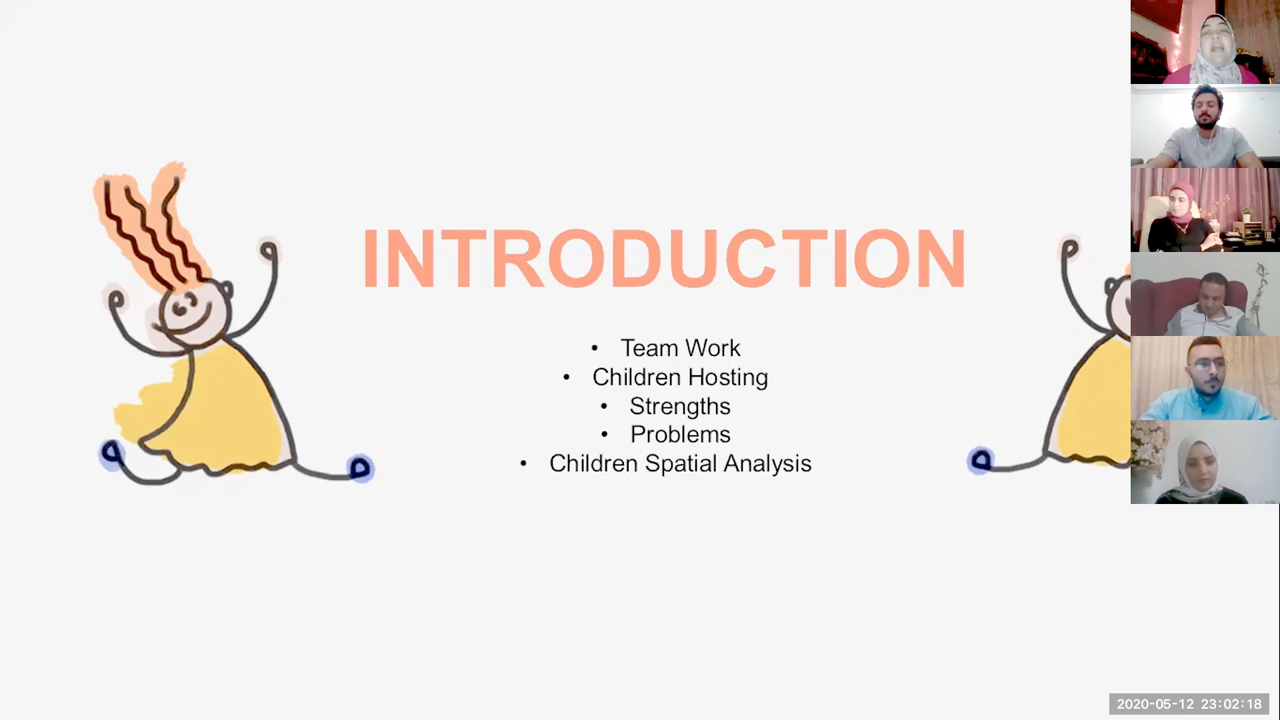 INTRODUCTION
• Team Work
• Children Hosting
• Strengths
• Problems
• Children Spatial Analysis
2020-05-12 23:02:18